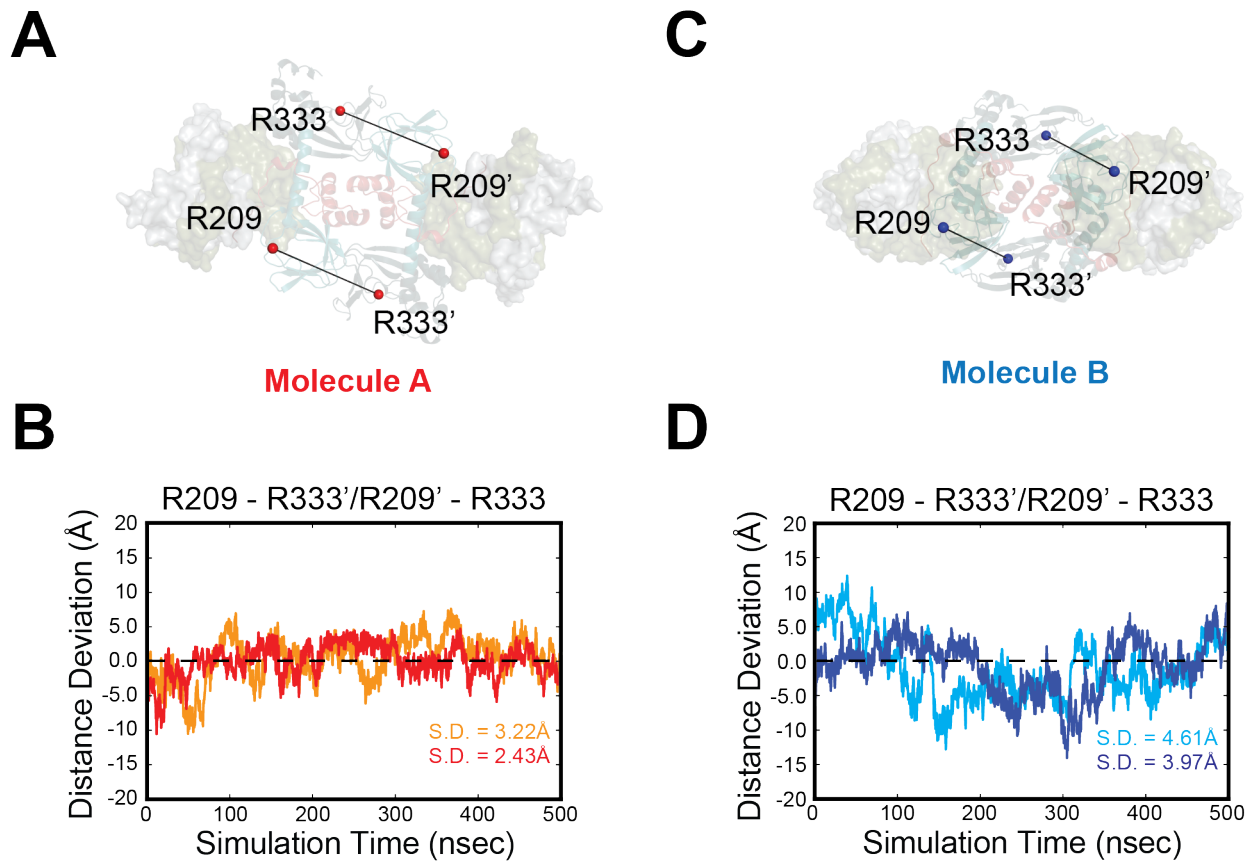 A
R333
R209’
R209
R333’
Molecule A
B
R209 - R333’/R209’ - R333
Distance Deviation (Å)
20
15
10
5.0
0.0
-5.0
-10
-15
-20
S.D. = 3.22Å
S.D. = 2.43Å
0
100
200
300
400
500
Simulation Time (nsec)
C
R333
R209’
R209
R333’
Molecule B
D
R209 - R333’/R209’ - R333
Distance Deviation (Å)
20
15
10
5.0
0.0
-5.0
-10
-15
-20
S.D. = 4.61Å
S.D. = 3.97Å
0
100
200
300
400
500
Simulation Time (nsec)